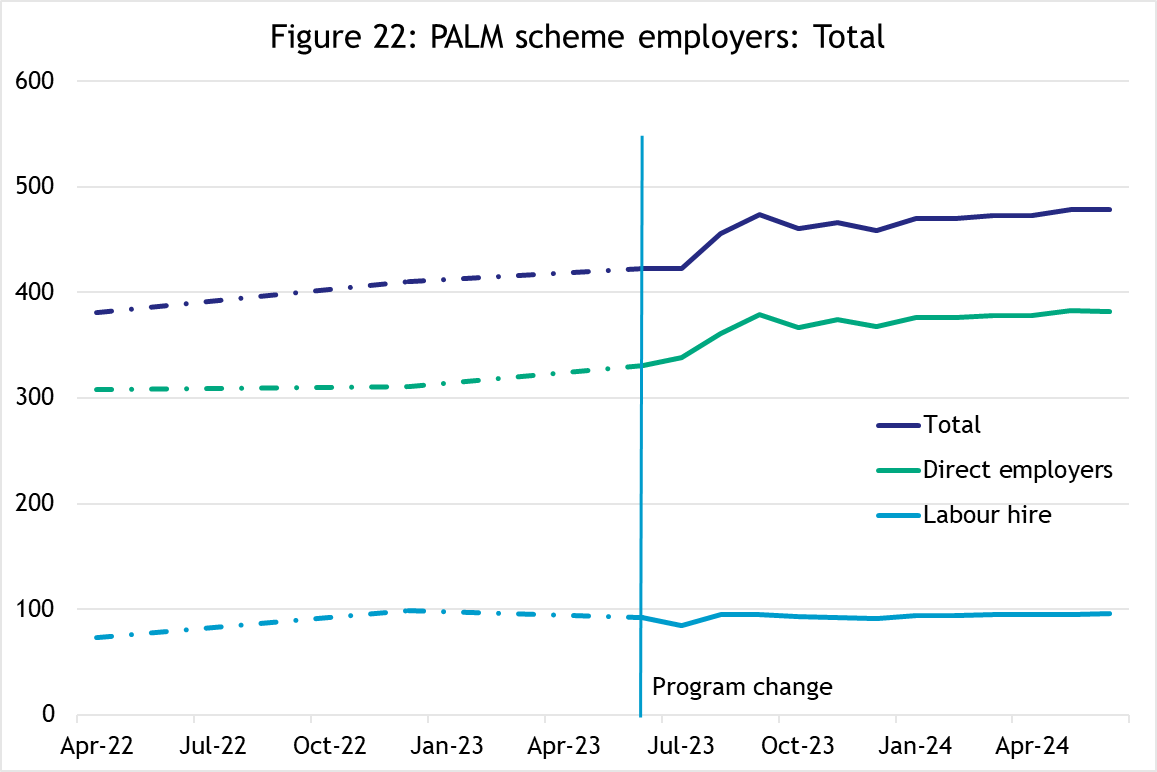 Figure 22: PALM scheme employers: Total
600
500
400
300
200
100
0
Total
Direct employers
Labour hire
Program change
Apr-22 Jul-22 Oct-22 Jan-23 Apr-23 Jul-23 Oct-23 Jan-24 Apr-24